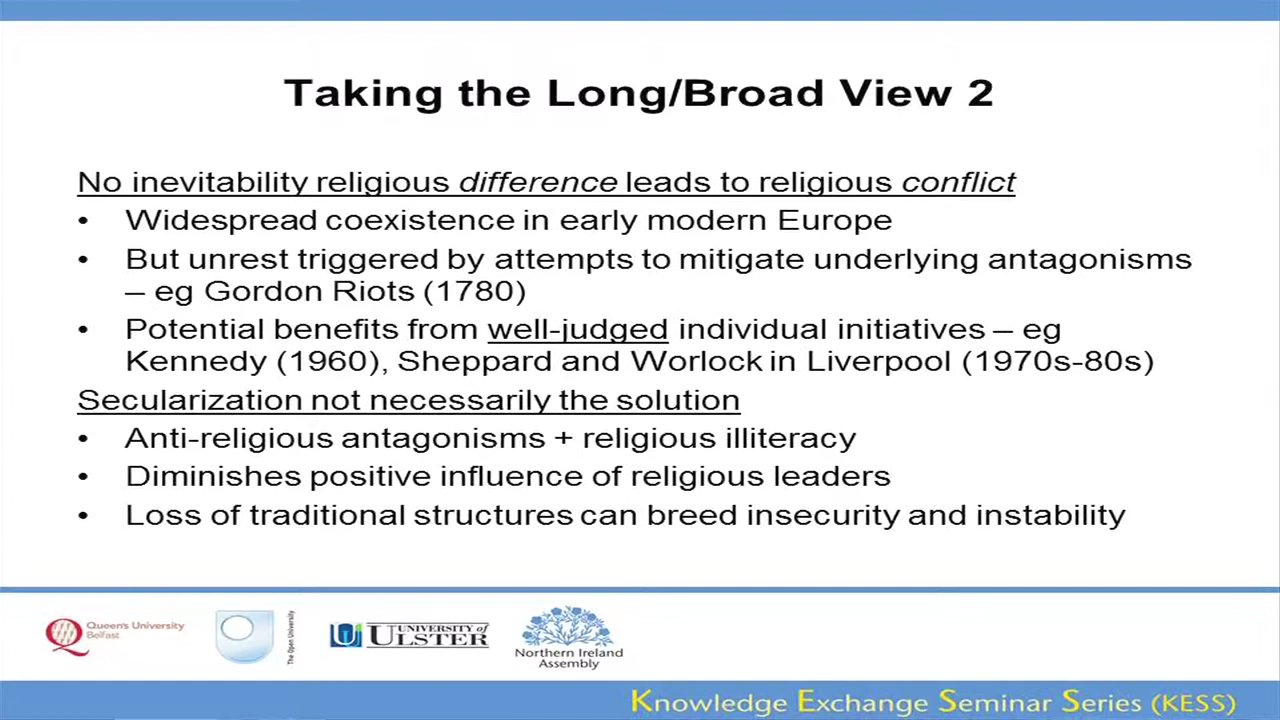 Taking the Long/Broad View 2
No inevitability religious difference leads to religious conflict
• Widespread coexistence in early modern Europe
• But unrest triggered by attempts to mitigate underlying antagonisms
– eg Gordon Riots (1780)
• Potential benefits from well-judged individual initiatives – eg
Kennedy (1960), Sheppard and Worlock in Liverpool (1970s-80s)
Secularization not necessarily the solution
• Anti-religious antagonisms + religious illiteracy
• Diminishes positive influence of religious leaders
• Loss of traditional structures can breed insecurity and instability
Queen's University
Belfast
The Open University
UNIVERSITY of
ULSTER
Northern Ireland
Assembly
Knowledge Exchange Seminar Series (KESS)